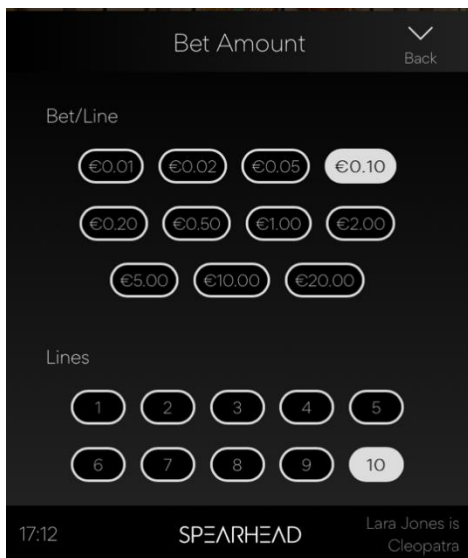 Bet Amount
Back
Bet/Line
€0.01 €0.02 €0.05 €0.10
€0.20 €0.50 €1.00 €2.00
€5.00 €10.00 €20.00
Lines
1 2 3 4 5
6 7 8 9 10
17:12 SPEARHEAD Lara Jones is
Cleopatra